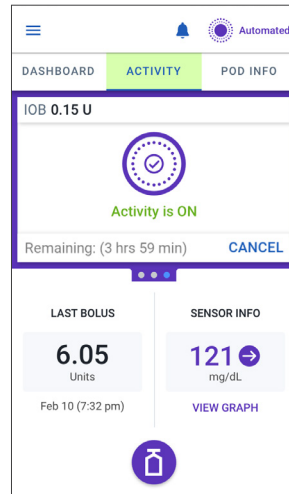 Automated
DASHBOARD ACTIVITY POD INFO
IOB 0.15 U
Activity is ON
Remaining: (3 hrs 59 min) CANCEL
LAST BOLUS
6.05
Units
Feb 10 (7:32 pm)
SENSOR INFO
121
mg/dL
VIEW GRAPH